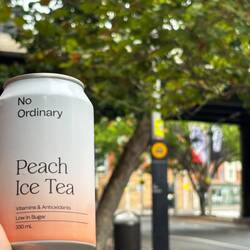 No
Ordinary
Peach
Ice Tea
Vitamins & Antioxidants
Low in Sugar
330 mL